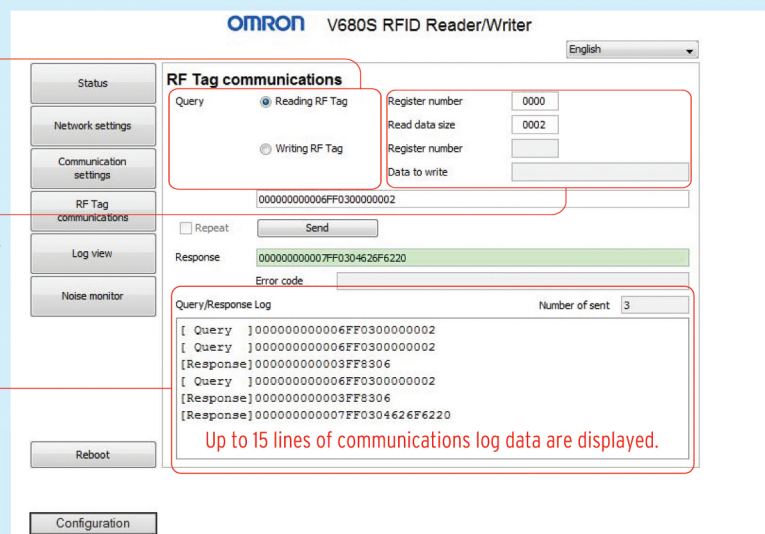 OMRON V680S RFID Reader/Writer
English
Status
Network settings
Communication
settings
RF Tag
communications
Log view
Noise monitor
Reboot
Configuration
RF Tag communications
Query Reading RF Tag Register number 0000
Read data size 0002
Writing RF Tag Register number
Data to write
000000000006FF0300000002
Repeat Send
Response 000000000007FF0304626F6220
Error code
Query/Response Log Number of sent 3
[ Query ]000000000006FF0300000002
[ Query ]000000000006FF0300000002
[Response]000000000003FF8306
[ Query ]000000000006FF0300000002
[Response]000000000003FF8306
[Response]000000000007FF0304626F6220
Up to 15 lines of communications log data are displayed.